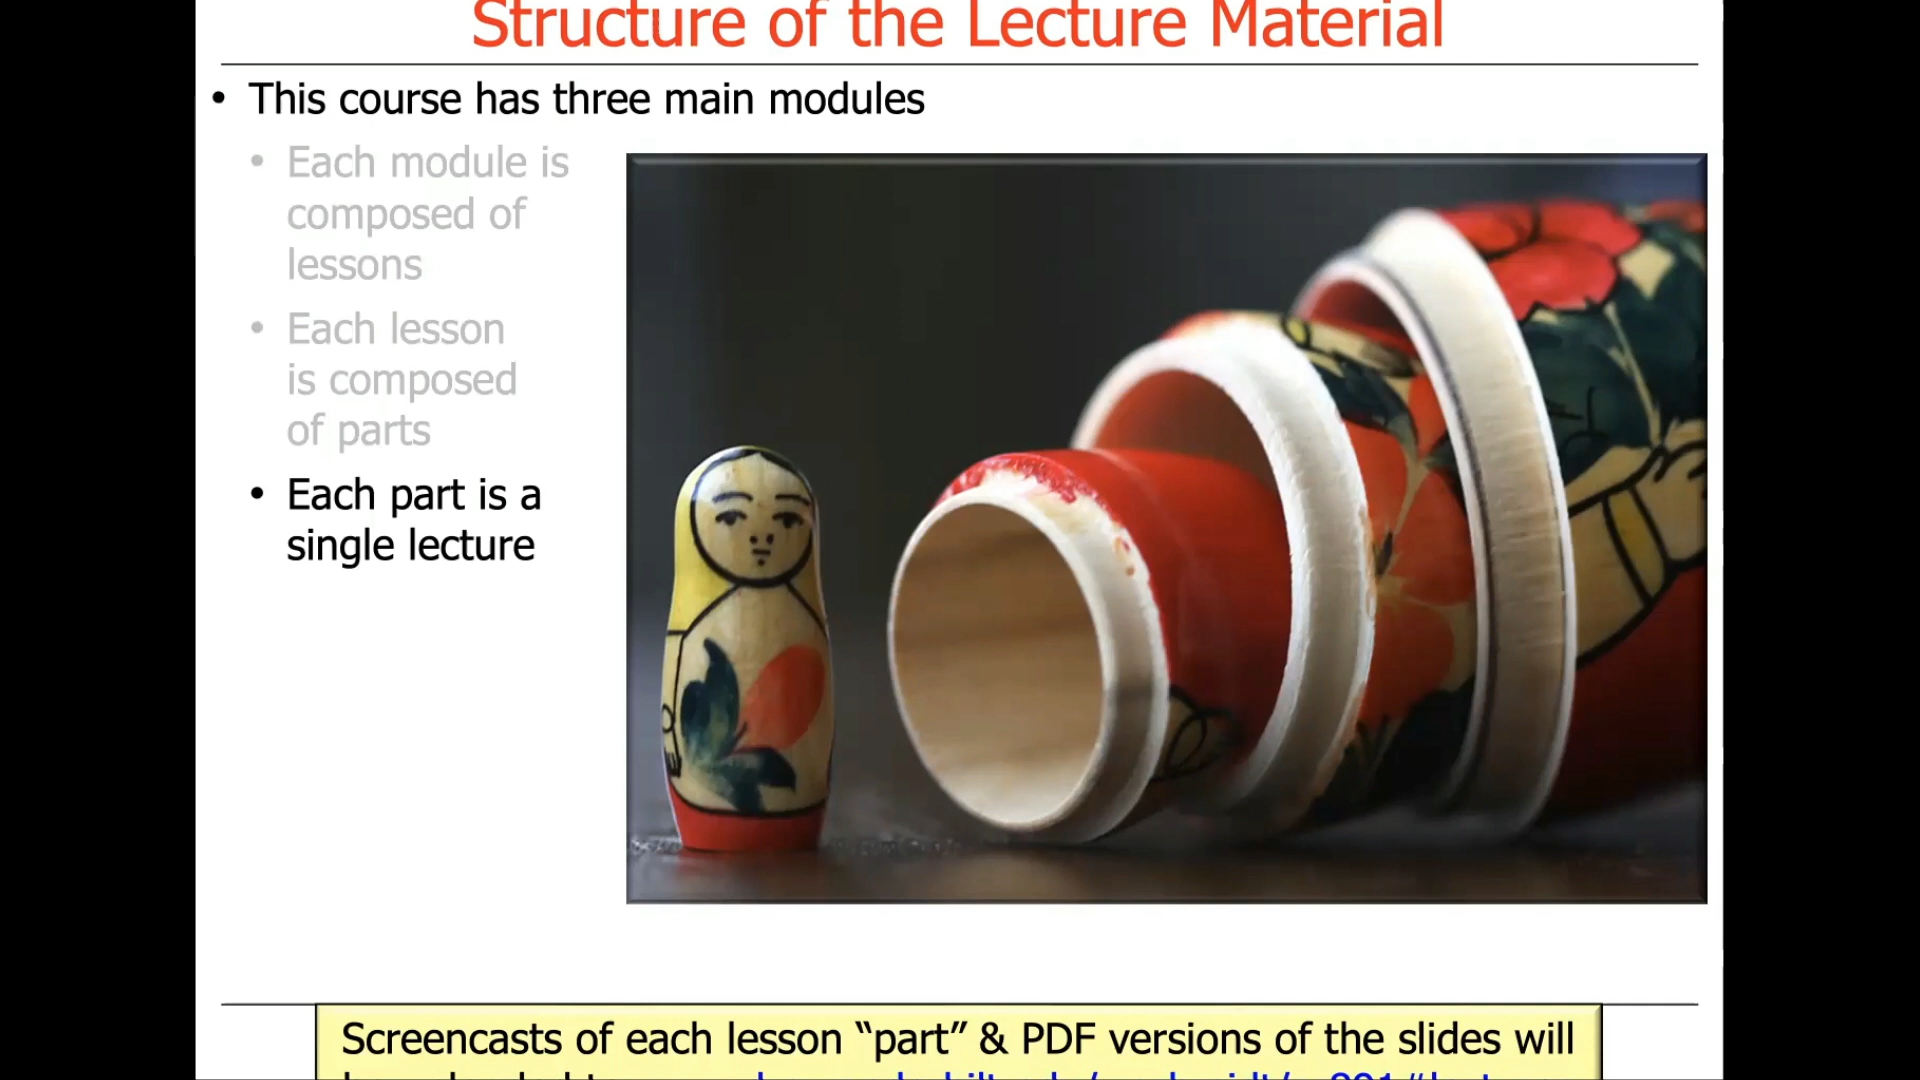 Structure of the Lecture Material
• This course has three main modules
• Each module is
composed of
lessons
• Each lesson
is composed
of parts
• Each part is a
single lecture
Screencasts of each lesson “part” & PDF versions of the slides will